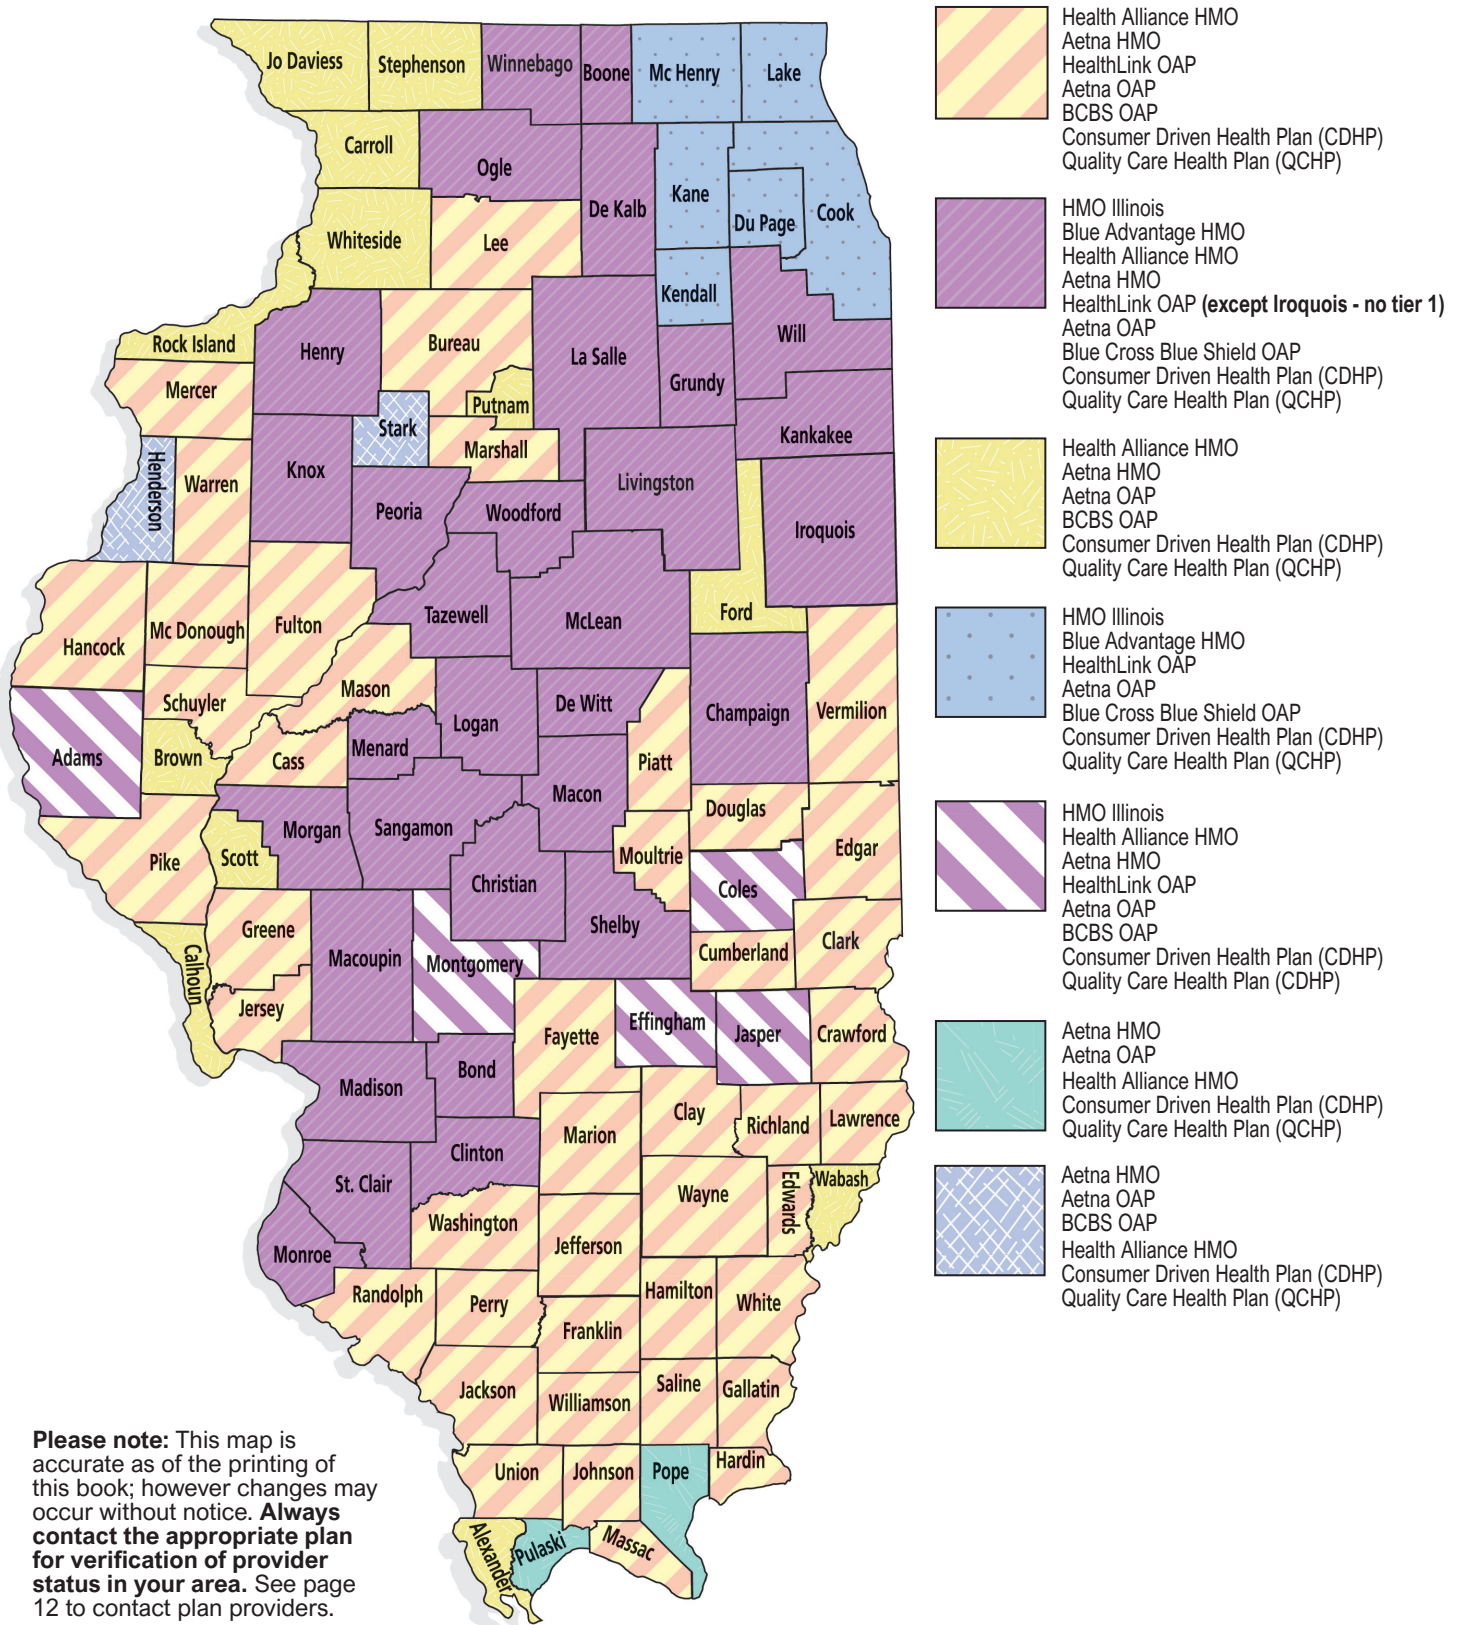 Jo Daviess
Stephenson
Winnebago
Boone
Mc Henry
Lake
Carroll
Ogle
De Kalb
Kane
Du Page
Cook
Whiteside
Lee
Kendall
Rock Island
Henry
Bureau
La Salle
Grundy
Will
Mercer
Putnam
Stark
Kankakee
Henderson
Warren
Knox
Marshall
Livingston
Peoria
Woodford
Iroquois
Hancock
Mc Donough
Fulton
Tazewell
McLean
Ford
Schuyler
Mason
Logan
De Witt
Champaign
Vermilion
Adams
Brown
Cass
Menard
Piatt
Macon
Douglas
Pike
Scott
Morgan
Sangamon
Christian
Moultrie
Coles
Edgar
Shelby
Greene
Calhoun
Macoupin
Montgomery
Cumberland
Clark
Jersey
Fayette
Effingham
Jasper
Crawford
Madison
Bond
Clay
Richland
Lawrence
Marion
Clinton
St. Clair
Wayne
Edwards
Wabash
Washington
Jefferson
Monroe
Randolph
Perry
Hamilton
White
Franklin
Jackson
Williamson
Saline
Gallatin
Union
Johnson
Pope
Hardin
Alexander
Pulaski
Massac
Health Alliance HMO
Aetna HMO
HealthLink OAP
Aetna OAP
BCBS OAP
Consumer Driven Health Plan (CDHP)
Quality Care Health Plan (QCHP)
HMO Illinois
Blue Advantage HMO
Health Alliance HMO
Aetna HMO
HealthLink OAP (except Iroquois - no tier 1)
Aetna OAP
Blue Cross Blue Shield OAP
Consumer Driven Health Plan (CDHP)
Quality Care Health Plan (QCHP)
Health Alliance HMO
Aetna HMO
Aetna OAP
BCBS OAP
Consumer Driven Health Plan (CDHP)
Quality Care Health Plan (QCHP)
HMO Illinois
Blue Advantage HMO
HealthLink OAP
Aetna OAP
Blue Cross Blue Shield OAP
Consumer Driven Health Plan (CDHP)
Quality Care Health Plan (QCHP)
HMO Illinois
Health Alliance HMO
Aetna HMO
HealthLink OAP
Aetna OAP
BCBS OAP
Consumer Driven Health Plan (CDHP)
Quality Care Health Plan (CDHP)
Aetna HMO
Aetna OAP
Health Alliance HMO
Consumer Driven Health Plan (CDHP)
Quality Care Health Plan (QCHP)
Aetna HMO
Aetna OAP
BCBS OAP
Health Alliance HMO
Consumer Driven Health Plan (CDHP)
Quality Care Health Plan (QCHP)
Please note: This map is
accurate as of the printing of
this book; however changes may
occur without notice. Always
contact the appropriate plan
for verification of provider
status in your area. See page
12 to contact plan providers.